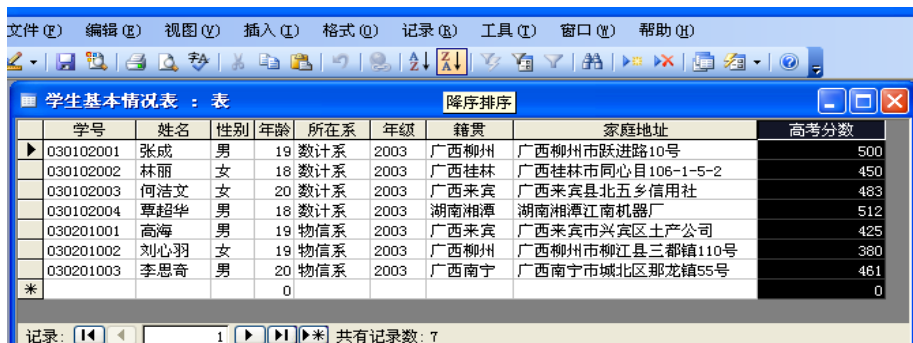 文件(F) 编辑(E) 视图(V) 插入(I) 格式(O) 记录(R) 工具(T) 窗口(W) 帮助(H)
学生基本情况表 : 表
降序排序
学号 姓名 性别 年龄 所在系 年级 籍贯 家庭地址 高考分数
030102001 张成 男 19 数计系 2003 广西柳州 广西柳州市跃进路10号 500
030102002 林丽 女 18 数计系 2003 广西桂林 广西桂林市同心目106-1-5-2 450
030102003 何洁文 女 20 数计系 2003 广西来宾 广西来宾县北五乡信用社 483
030102004 覃超华 男 18 数计系 2003 湖南湘潭 湖南湘潭江南机器厂 512
030201001 高海 男 19 物信系 2003 广西来宾 广西来宾市兴宾区土产公司 425
030201002 刘心羽 女 19 物信系 2003 广西柳州 广西柳州市柳江县三都镇110号 380
030201003 李思奇 男 20 物信系 2003 广西南宁 广西南宁市城北区那龙镇55号 461
0 0
记录: 1 共有记录数: 7